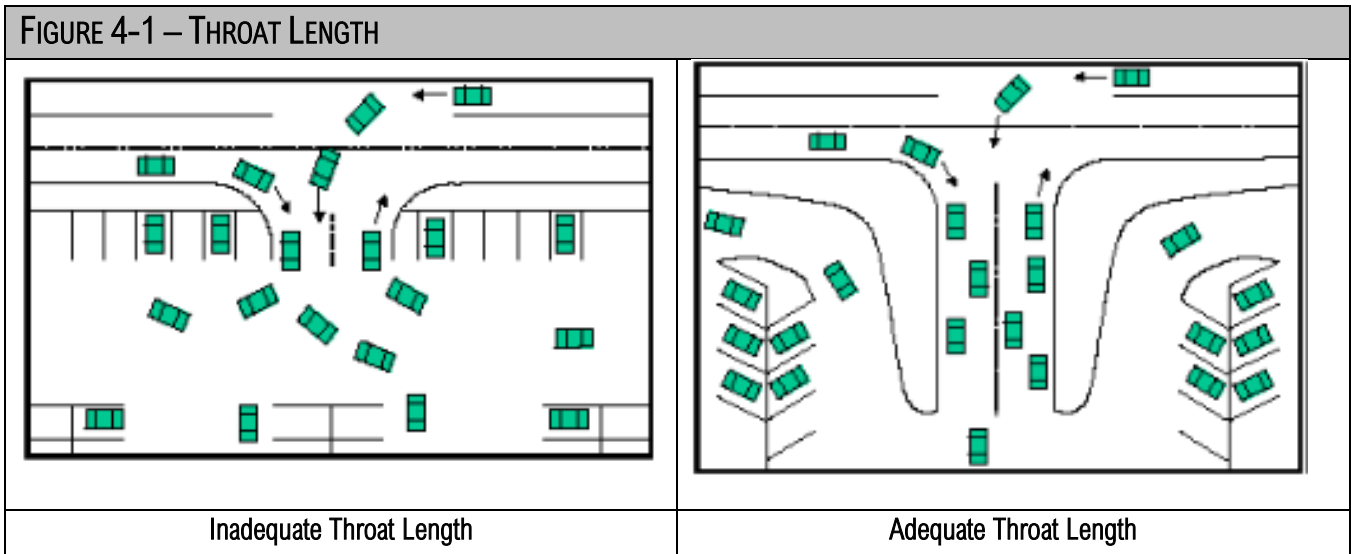 FIGURE 4-1 – THROAT LENGTH
Inadequate Throat Length
Adequate Throat Length